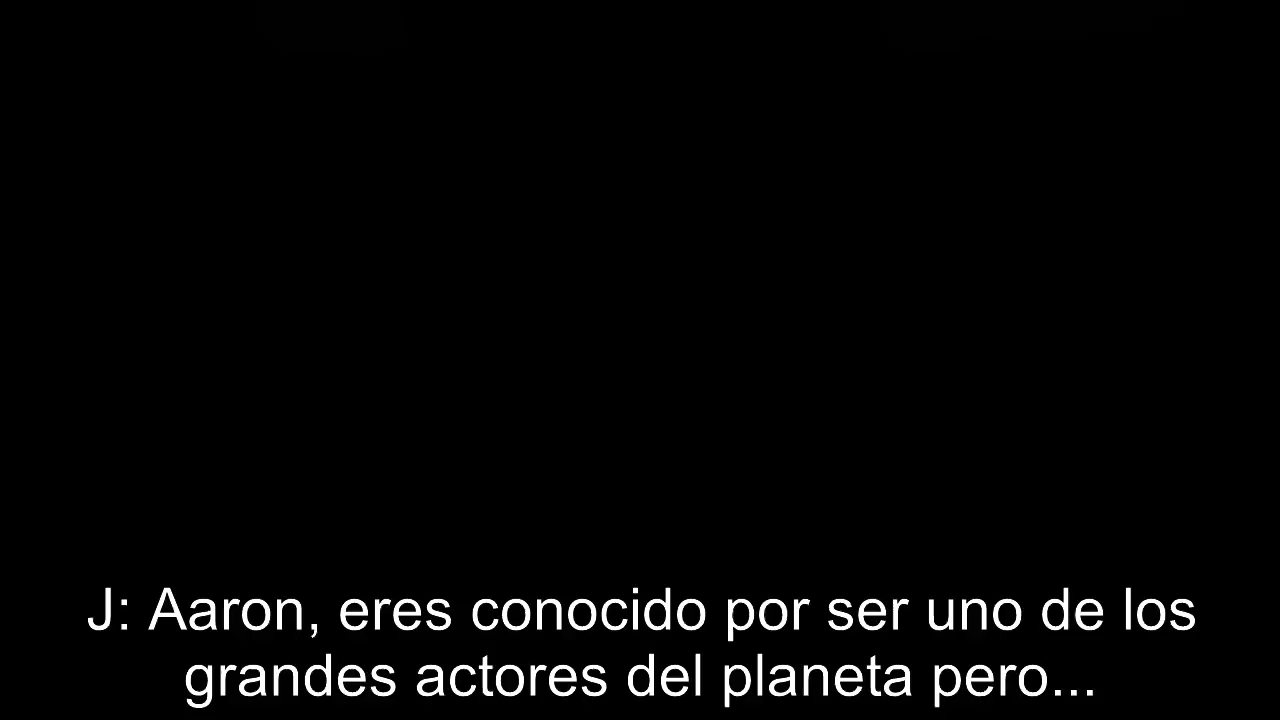 J: Aaron, eres conocido por ser uno de los
grandes actores del planeta pero...